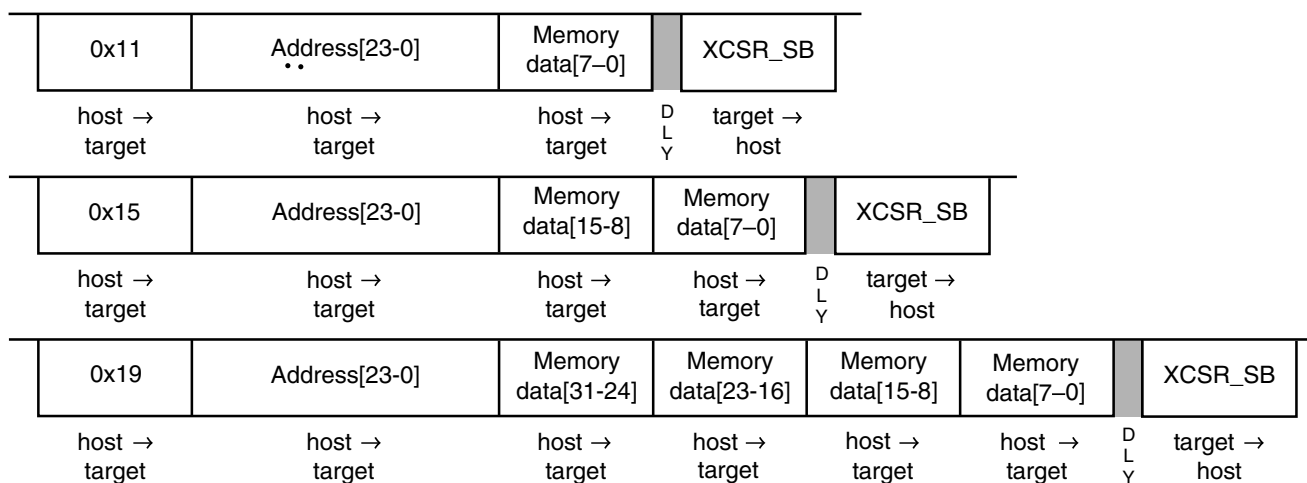 0x11 Address[23-0] Memory data[7–0] XCSR_SB
host → target host → target host → target D L Y target → host
0x15 Address[23-0] Memory data[15-8] Memory data[7–0] XCSR_SB
host → target host → target host → target host → target D L Y target → host
0x19 Address[23-0] Memory data[31-24] Memory data[23-16] Memory data[15-8] Memory data[7–0] XCSR_SB
host → target host → target host → target host → target host → target host → target D L Y target → host